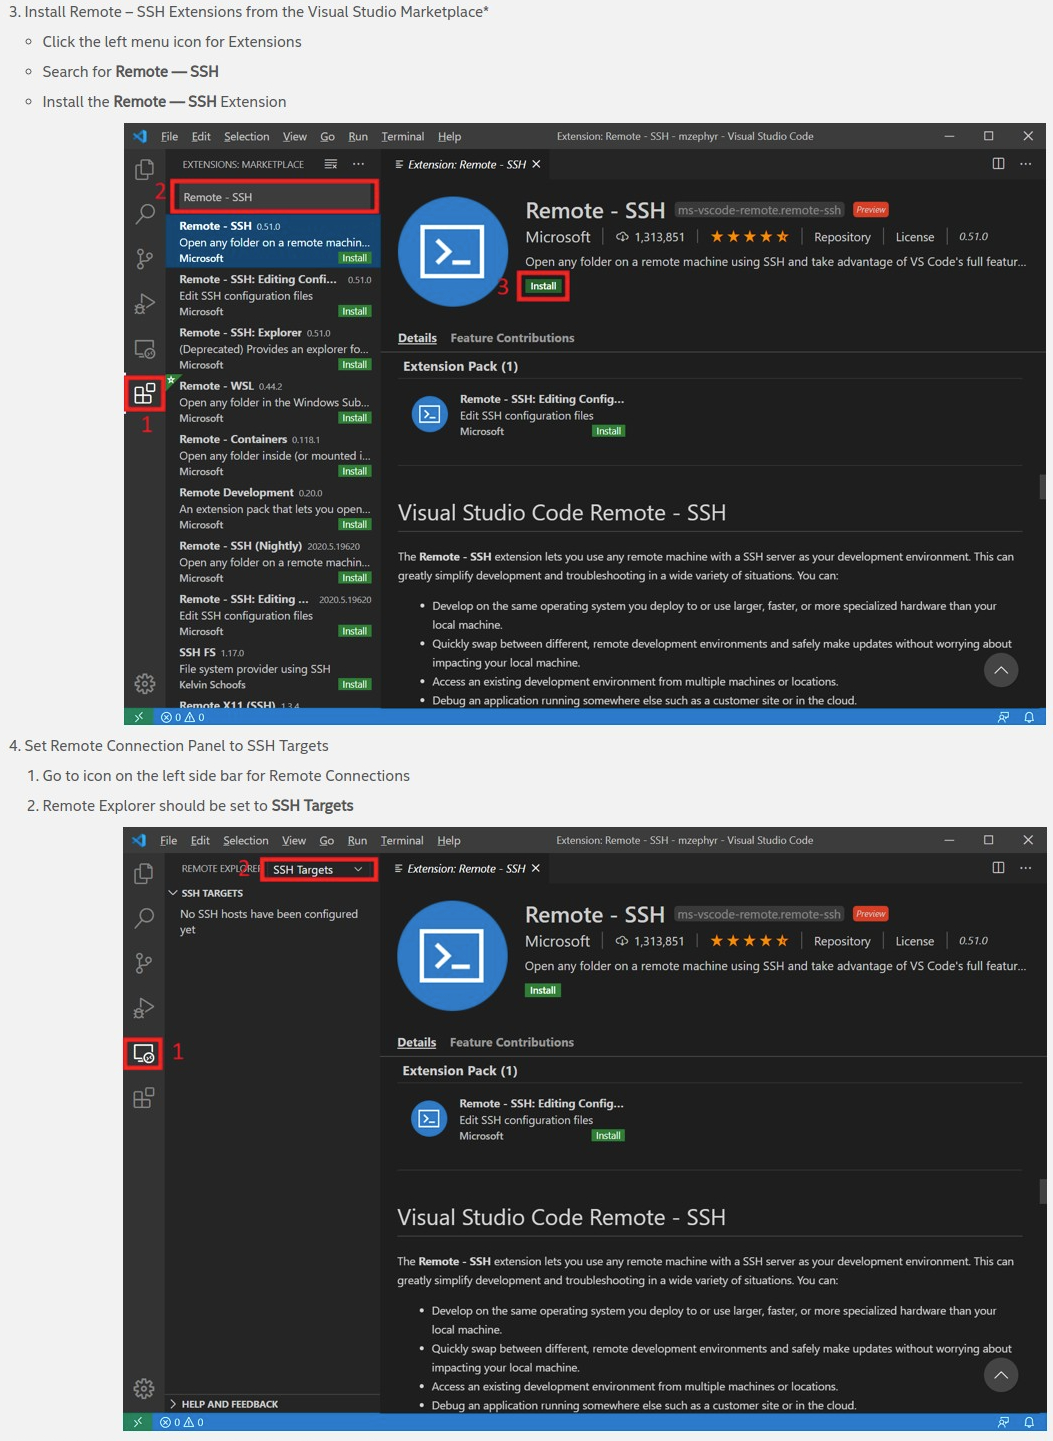 3. Install Remote – SSH Extensions from the Visual Studio Marketplace*
Click the left menu icon for Extensions
Search for Remote — SSH
Install the Remote — SSH Extension
File Edit Selection View Go Run Terminal Help Extension: Remote - SSH - mzephyr - Visual Studio Code
EXTENSIONS: MARKETPLACE
Extension: Remote - SSH
2
Remote - SSH
Remote - SSH 0.51.0
Open any folder on a remote machin...
Microsoft Install
Remote - SSH: Editing Confi... 0.51.0
Edit SSH configuration files
Microsoft Install
Remote - SSH: Explorer 0.51.0
(Deprecated) Provides an explorer fo...
Microsoft Install
Remote - WSL 0.44.2
Open any folder in the Windows Sub...
Microsoft Install
1
Remote - Containers 0.118.1
Open any folder inside (or mounted i...
Microsoft Install
Remote Development 0.20.0
An extension pack that lets you open...
Microsoft Install
Remote - SSH (Nightly) 2020.5.19620
Open any folder on a remote machin...
Microsoft Install
Remote - SSH: Editing ... 2020.5.19620
Edit SSH configuration files
Microsoft Install
SSH FS 1.17.0
File system provider using SSH
Kelvin Schoofs Install
Remote X11 (SSH) 1.3.4
Remote - SSH ms-vscode-remote.remote-ssh Preview
Microsoft 1,313,851 Repository License 0.51.0
Open any folder on a remote machine using SSH and take advantage of VS Code's full featur...
3 Install
Details Feature Contributions
Extension Pack (1)
Remote - SSH: Editing Config...
Edit SSH configuration files
Microsoft Install
Visual Studio Code Remote - SSH
The Remote - SSH extension lets you use any remote machine with a SSH server as your development environment. This can
greatly simplify development and troubleshooting in a wide variety of situations. You can:
Develop on the same operating system you deploy to or use larger, faster, or more specialized hardware than your
local machine.
Quickly swap between different, remote development environments and safely make updates without worrying about
impacting your local machine.
Access an existing development environment from multiple machines or locations.
Debug an application running somewhere else such as a customer site or in the cloud.
0 0
4. Set Remote Connection Panel to SSH Targets
1. Go to icon on the left side bar for Remote Connections
2. Remote Explorer should be set to SSH Targets
File Edit Selection View Go Run Terminal Help Extension: Remote - SSH - mzephyr - Visual Studio Code
REMOTE EXPLORER 2 SSH Targets
Extension: Remote - SSH
SSH TARGETS
No SSH hosts have been configured
yet
1
HELP AND FEEDBACK
Remote - SSH ms-vscode-remote.remote-ssh Preview
Microsoft 1,313,851 Repository License 0.51.0
Open any folder on a remote machine using SSH and take advantage of VS Code's full featur...
Install
Details Feature Contributions
Extension Pack (1)
Remote - SSH: Editing Config...
Edit SSH configuration files
Microsoft Install
Visual Studio Code Remote - SSH
The Remote - SSH extension lets you use any remote machine with a SSH server as your development environment. This can
greatly simplify development and troubleshooting in a wide variety of situations. You can:
Develop on the same operating system you deploy to or use larger, faster, or more specialized hardware than your
local machine.
Quickly swap between different, remote development environments and safely make updates without worrying about
impacting your local machine.
Access an existing development environment from multiple machines or locations.
Debug an application running somewhere else such as a customer site or in the cloud.
0 0